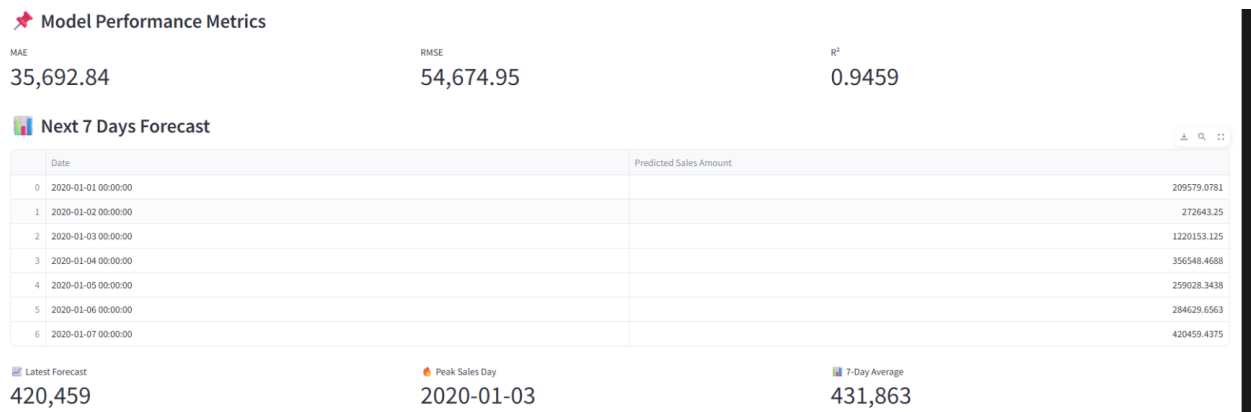 Model Performance Metrics
MAE RMSE R²
35,692.84 54,674.95 0.9459
Next 7 Days Forecast
Date Predicted Sales Amount
0 2020-01-01 00:00:00 209579.0781
1 2020-01-02 00:00:00 272643.25
2 2020-01-03 00:00:00 1220153.125
3 2020-01-04 00:00:00 356548.4688
4 2020-01-05 00:00:00 259028.3438
5 2020-01-06 00:00:00 284629.6563
6 2020-01-07 00:00:00 420459.4375
Latest Forecast Peak Sales Day 7-Day Average
420,459 2020-01-03 431,863